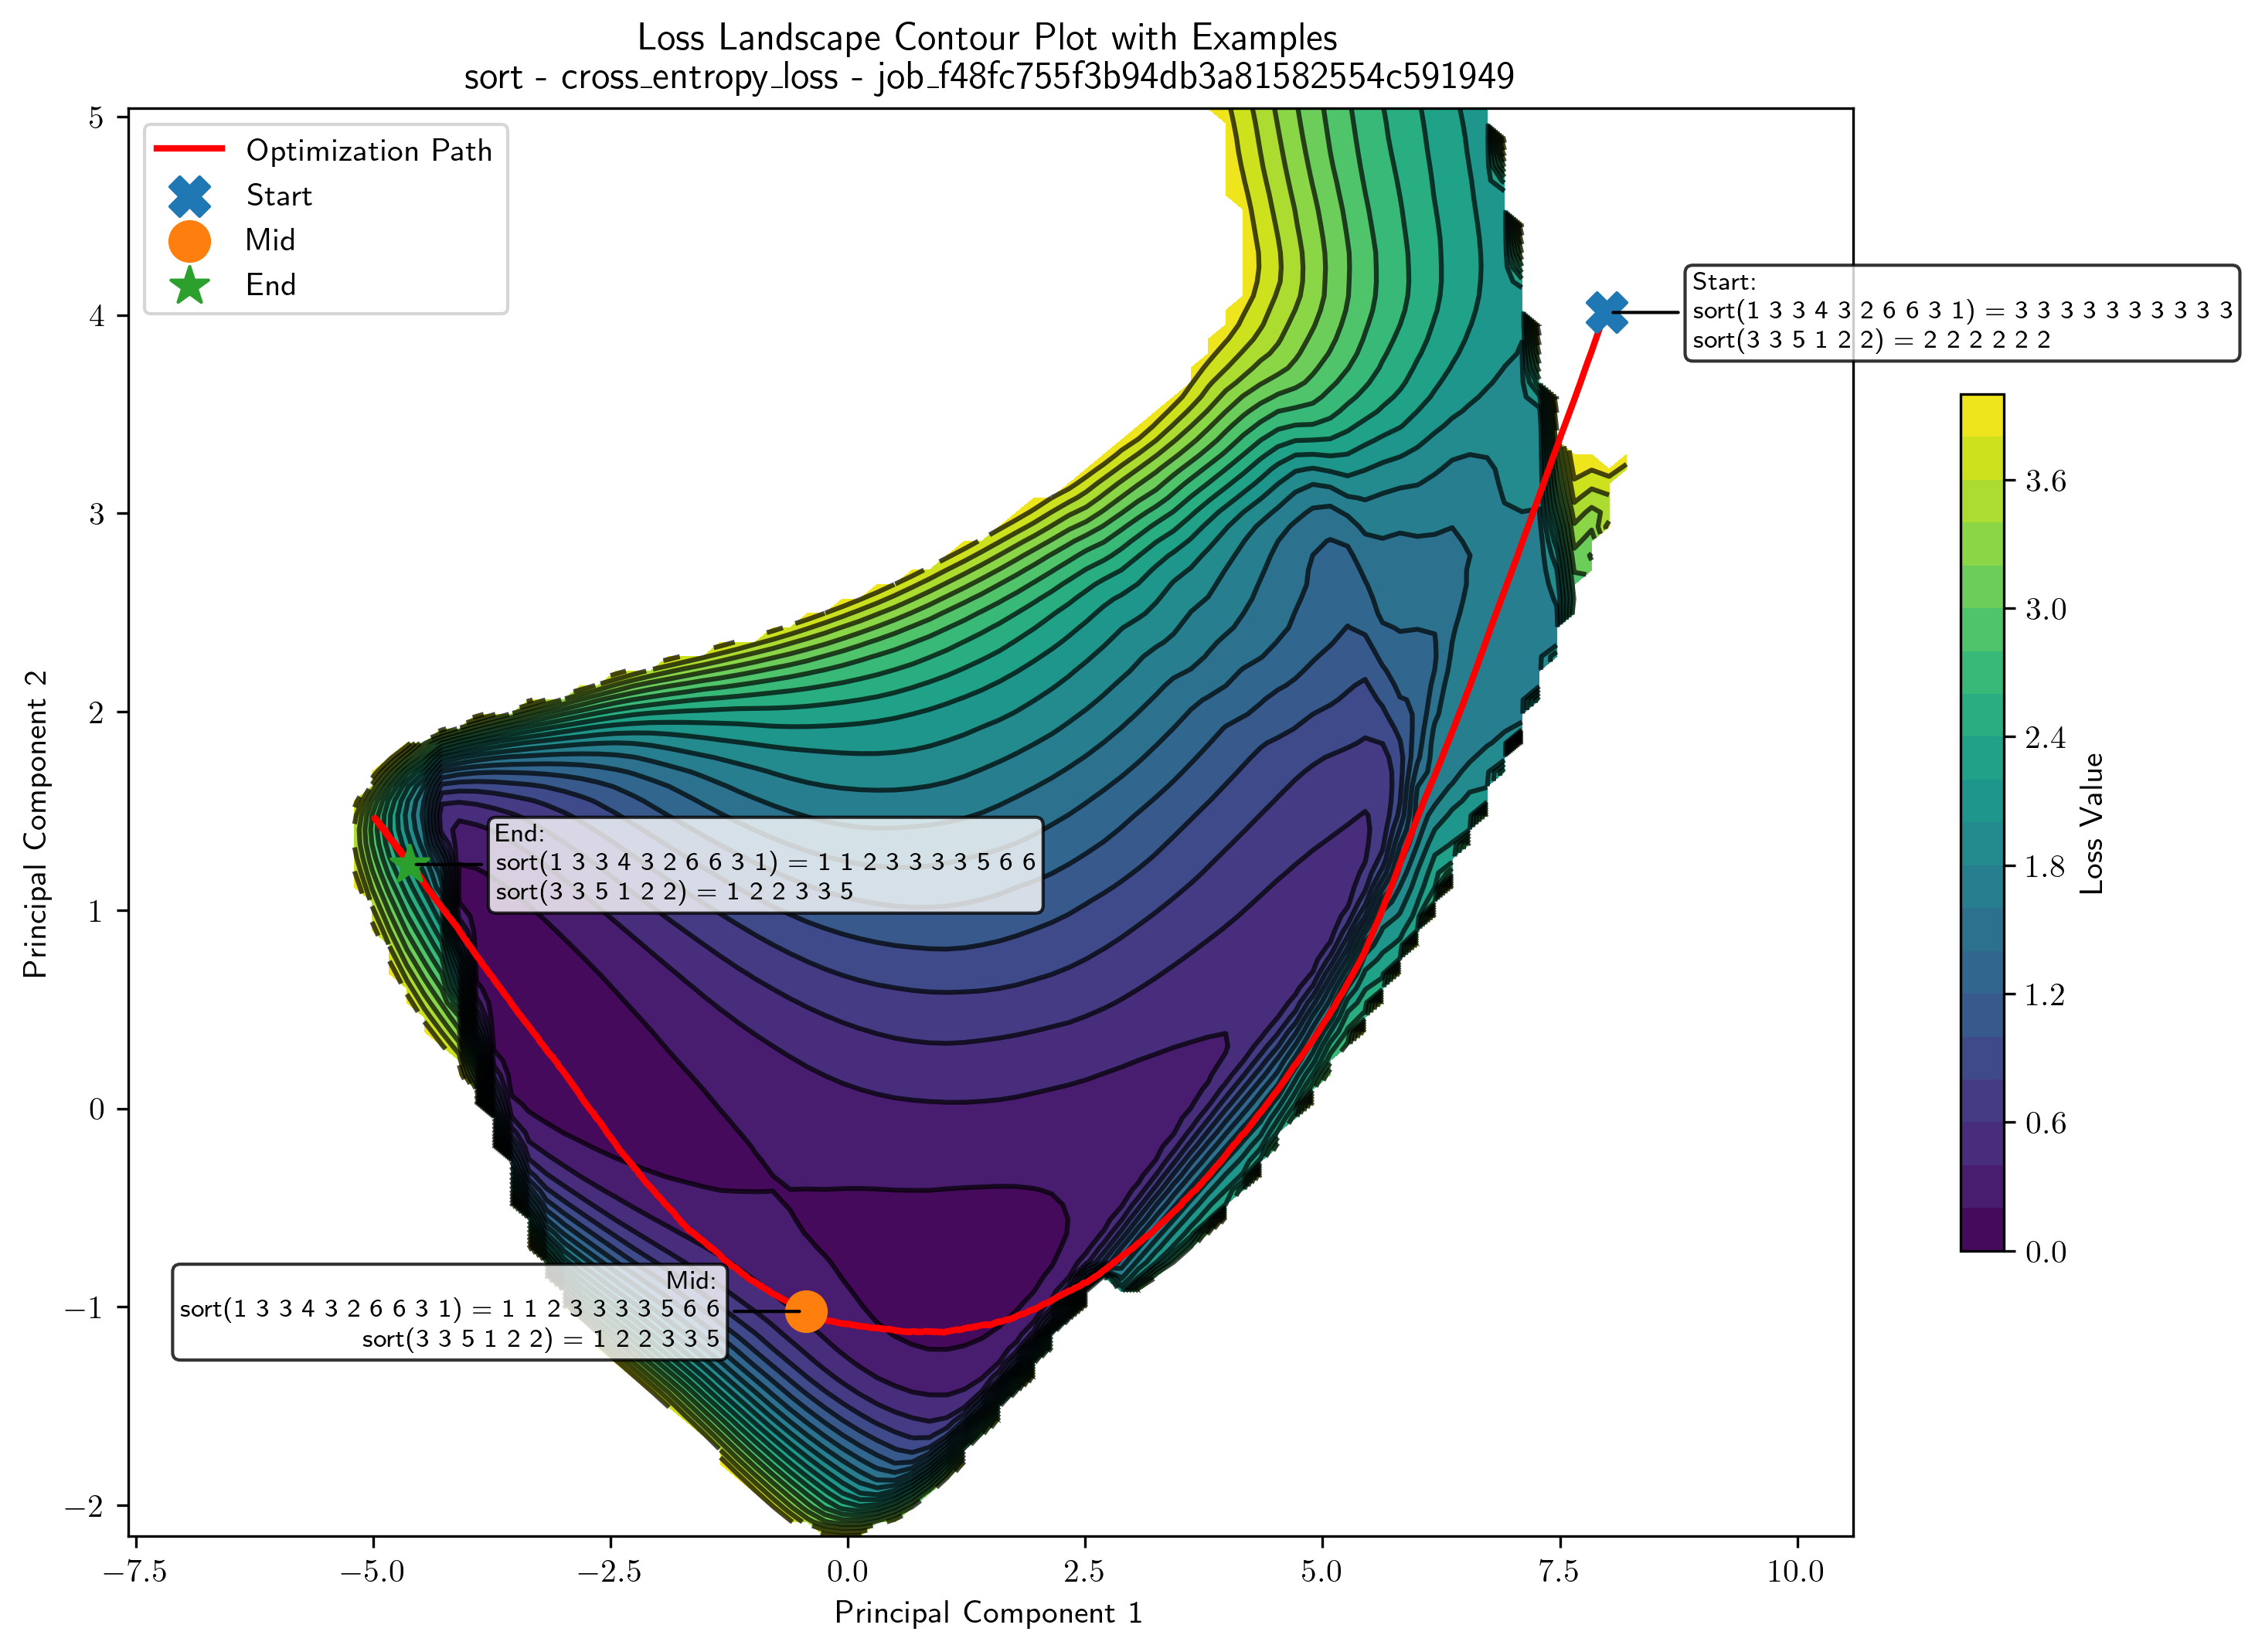 Loss Landscape Contour Plot with Examples
sort - cross_entropy_loss - job_f48fc755f3b94db3a81582554c591949
Optimization Path
Start
Mid
End
Start:
sort(1 3 3 4 3 2 6 6 3 1) = 3 3 3 3 3 3 3 3 3 3
sort(3 3 5 1 2 2) = 2 2 2 2 2 2
End:
sort(1 3 3 4 3 2 6 6 3 1) = 1 1 2 3 3 3 3 5 6 6
sort(3 3 5 1 2 2) = 1 2 2 3 3 5
Mid:
sort(1 3 3 4 3 2 6 6 3 1) = 1 1 2 3 3 3 3 5 6 6
sort(3 3 5 1 2 2) = 1 2 2 3 3 5
Principal Component 2
5
4
3
2
1
0
−1
−2
−7.5
−5.0
−2.5
0.0
2.5
5.0
7.5
10.0
Principal Component 1
3.6
3.0
2.4
1.8
1.2
0.6
0.0
Loss Value